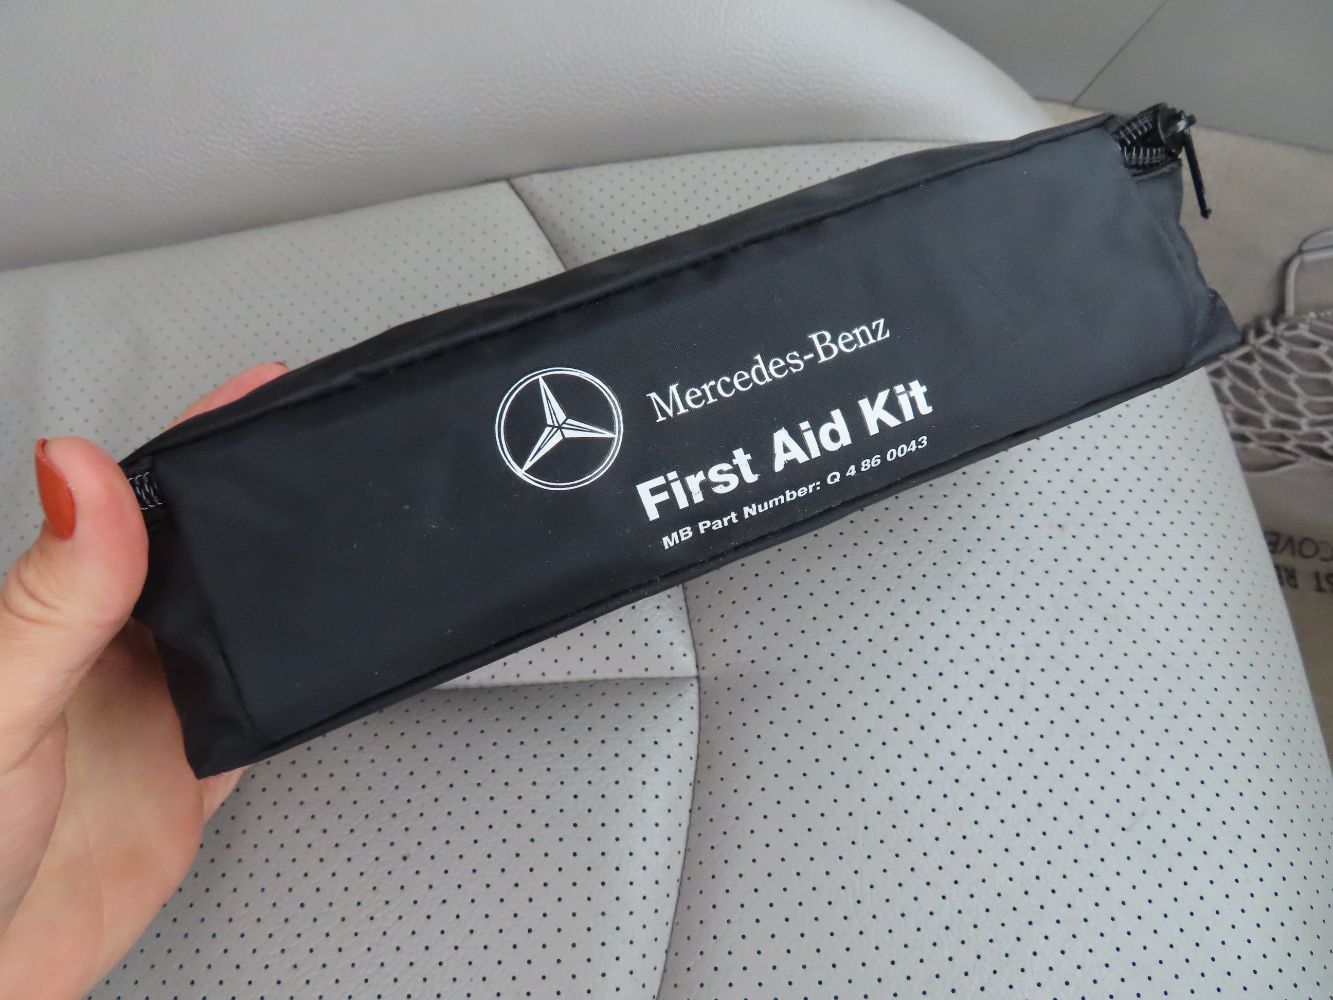 Mercedes-Benz
First Aid Kit
MB Part Number: Q 4 86 0043